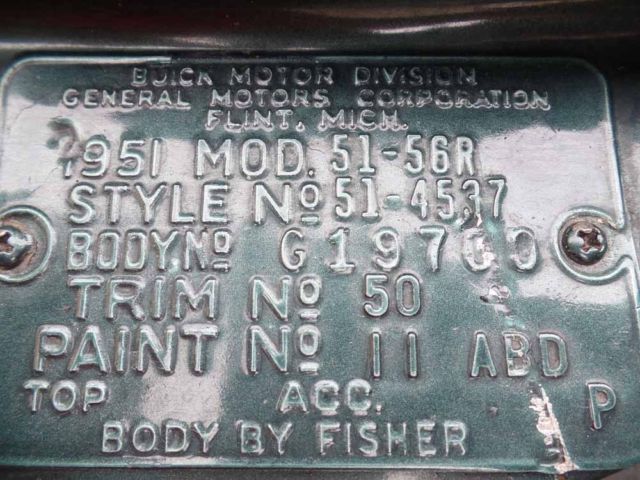 BUICK MOTOR DIVISION
GENERAL MOTORS CORPORATION
FLINT, MICH.
1951 MOD. 51-56R
STYLE Nº 51-4537
BODY Nº G19700
TRIM Nº 50
PAINT Nº 11 ABD
TOP ACC. P
BODY BY FISHER